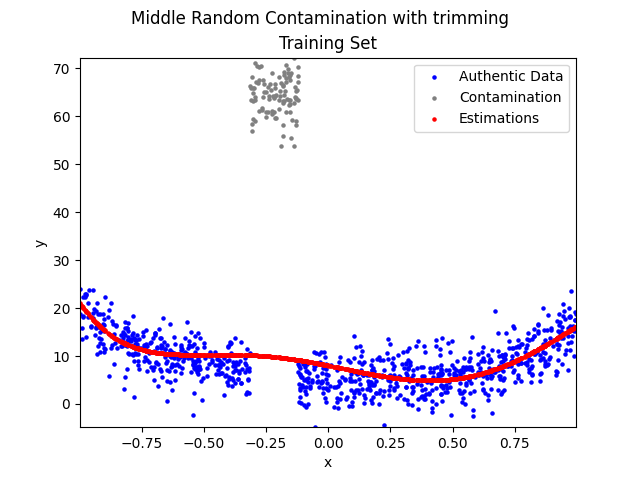 Middle Random Contamination with trimming
Training Set
70
60
50
40
30
20
10
0
y
−0.75
−0.50
−0.25
0.00
0.25
0.50
0.75
x
Authentic Data
Contamination
Estimations